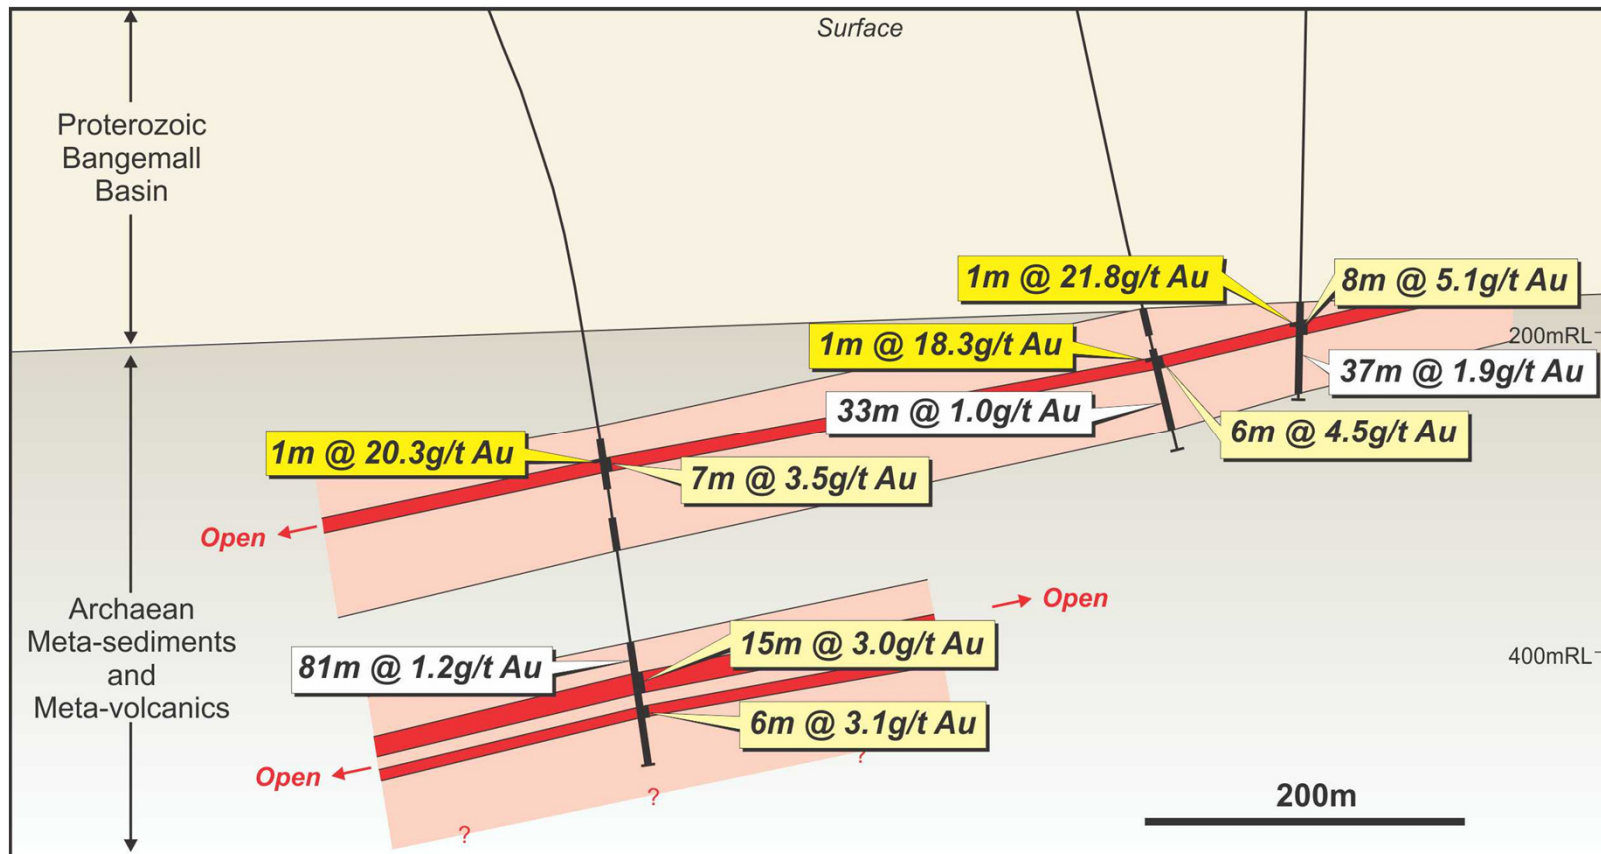 Surface
Proterozoic
Bangemall
Basin
1m @ 21.8g/t Au
8m @ 5.1g/t Au
200mRL
1m @ 18.3g/t Au
37m @ 1.9g/t Au
33m @ 1.0g/t Au
6m @ 4.5g/t Au
1m @ 20.3g/t Au
7m @ 3.5g/t Au
Open
Open
Archaean
Meta-sediments
and
Meta-volcanics
15m @ 3.0g/t Au
81m @ 1.2g/t Au
400mRL
6m @ 3.1g/t Au
Open
?
?
?
200m